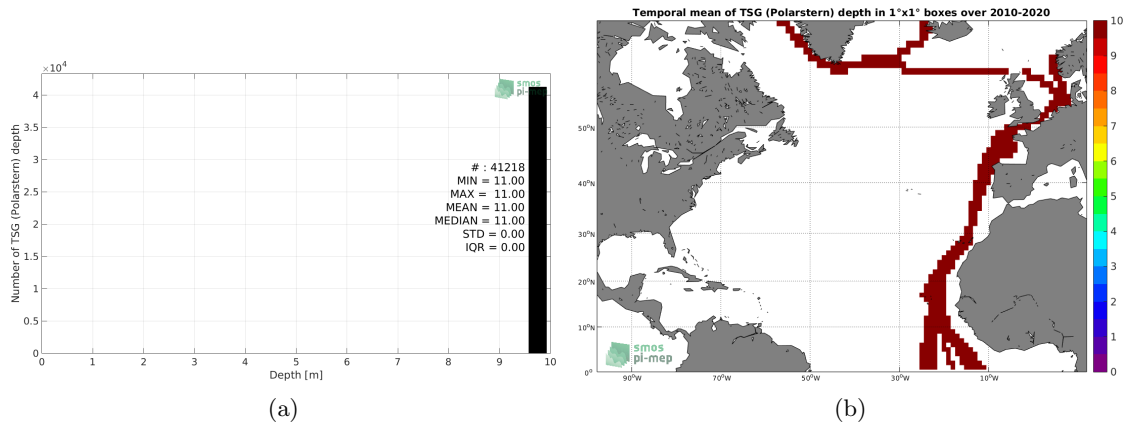 ×10⁴
4
3.5
3
2.5
2
1.5
1
0.5
0
Number of TSG (Polarstern) depth
smos
pi-mep
# : 41218
MIN = 11.00
MAX = 11.00
MEAN = 11.00
MEDIAN = 11.00
STD = 0.00
IQR = 0.00
0 1 2 3 4 5 6 7 8 9 10
Depth [m]
(a)
Temporal mean of TSG (Polarstern) depth in 1°x1° boxes over 2010-2020
50°N
40°N
30°N
20°N
10°N
0°
90°W 70°W 50°W 30°W 10°W
smos
pi-mep
10
9
8
7
6
5
4
3
2
1
0
(b)